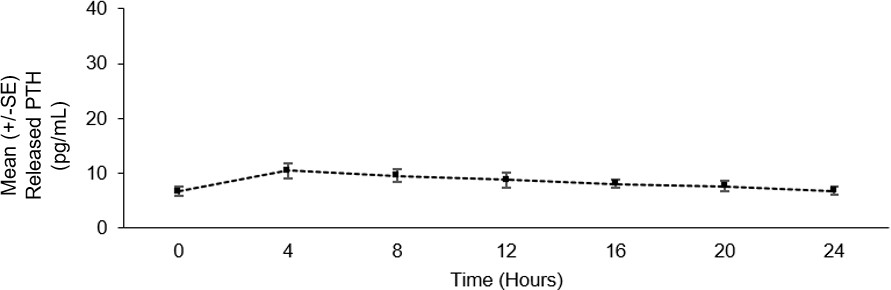 Mean (+/-SE)
Released PTH
(pg/mL)
40
30
20
10
0
0 4 8 12 16 20 24
Time (Hours)